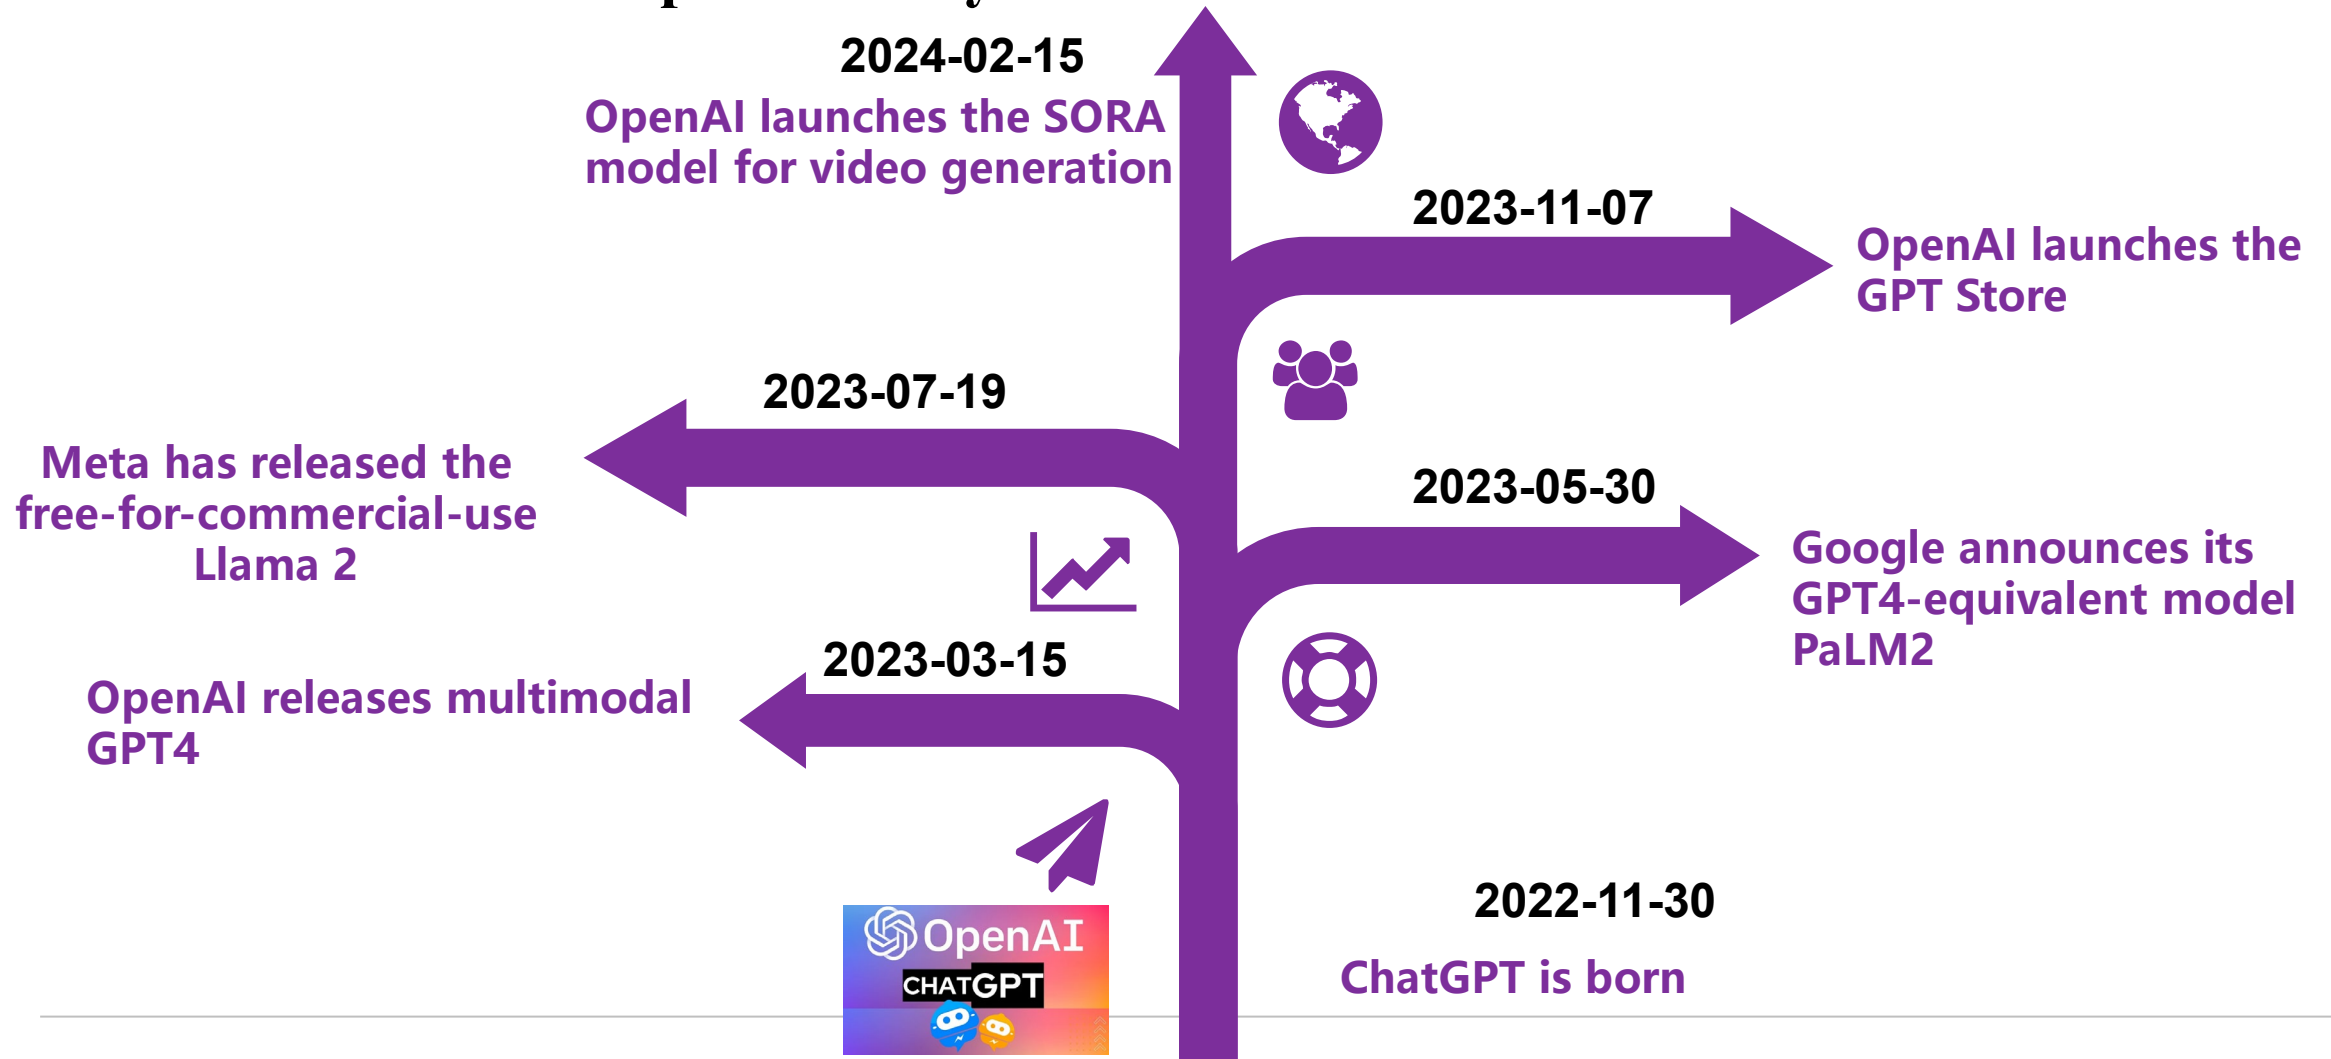 2024-02-15
OpenAI launches the SORA
model for video generation
2023-11-07
OpenAI launches the
GPT Store
2023-07-19
Meta has released the
free-for-commercial-use
Llama 2
2023-05-30
Google announces its
GPT4-equivalent model
PaLM2
2023-03-15
OpenAI releases multimodal
GPT4
2022-11-30
ChatGPT is born
OpenAI
CHATGPT